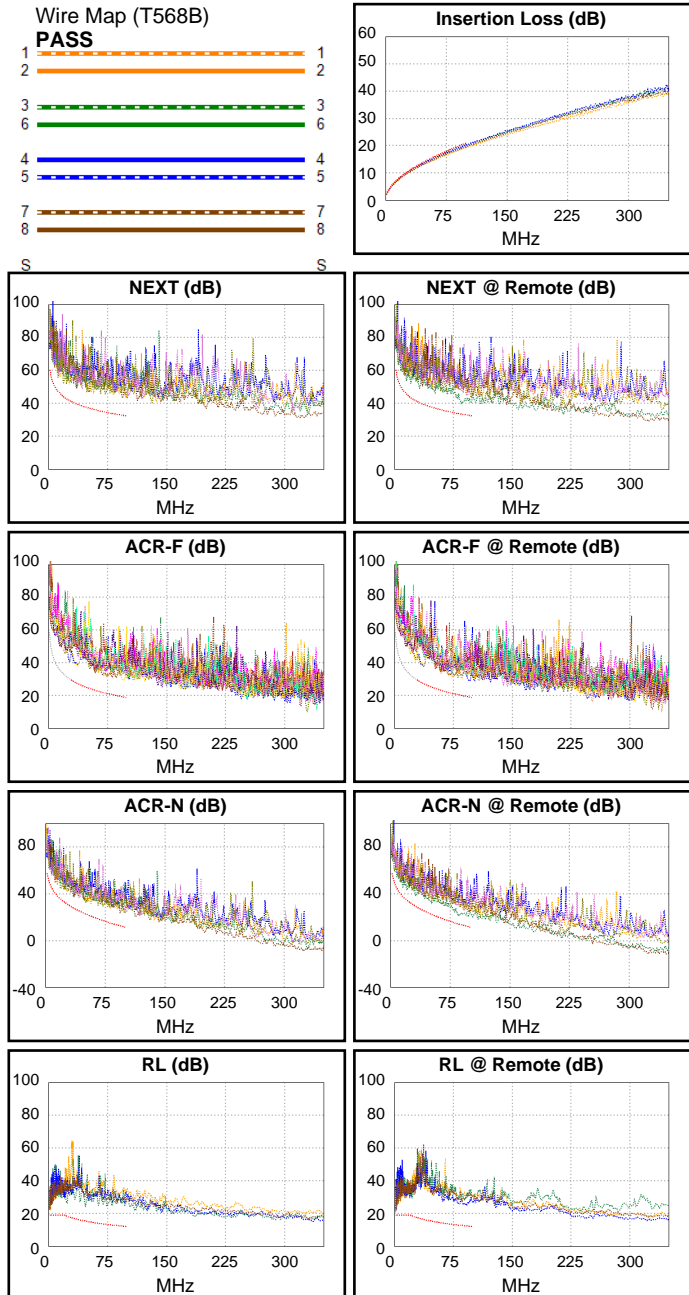 Wire Map (T568B)
PASS
1 1
2 2
3 3
6 6
4 4
5 5
7 7
8 8
S S
Insertion Loss (dB)
60
50
40
30
20
10
0
0 75 150 225 300
MHz
NEXT (dB)
100
80
60
40
20
0
0 75 150 225 300
MHz
NEXT @ Remote (dB)
100
80
60
40
20
0
0 75 150 225 300
MHz
ACR-F (dB)
100
80
60
40
20
0
0 75 150 225 300
MHz
ACR-F @ Remote (dB)
100
80
60
40
20
0
0 75 150 225 300
MHz
ACR-N (dB)
80
40
0
-40
0 75 150 225 300
MHz
ACR-N @ Remote (dB)
80
40
0
-40
0 75 150 225 300
MHz
RL (dB)
100
80
60
40
20
0
0 75 150 225 300
MHz
RL @ Remote (dB)
100
80
60
40
20
0
0 75 150 225 300
MHz